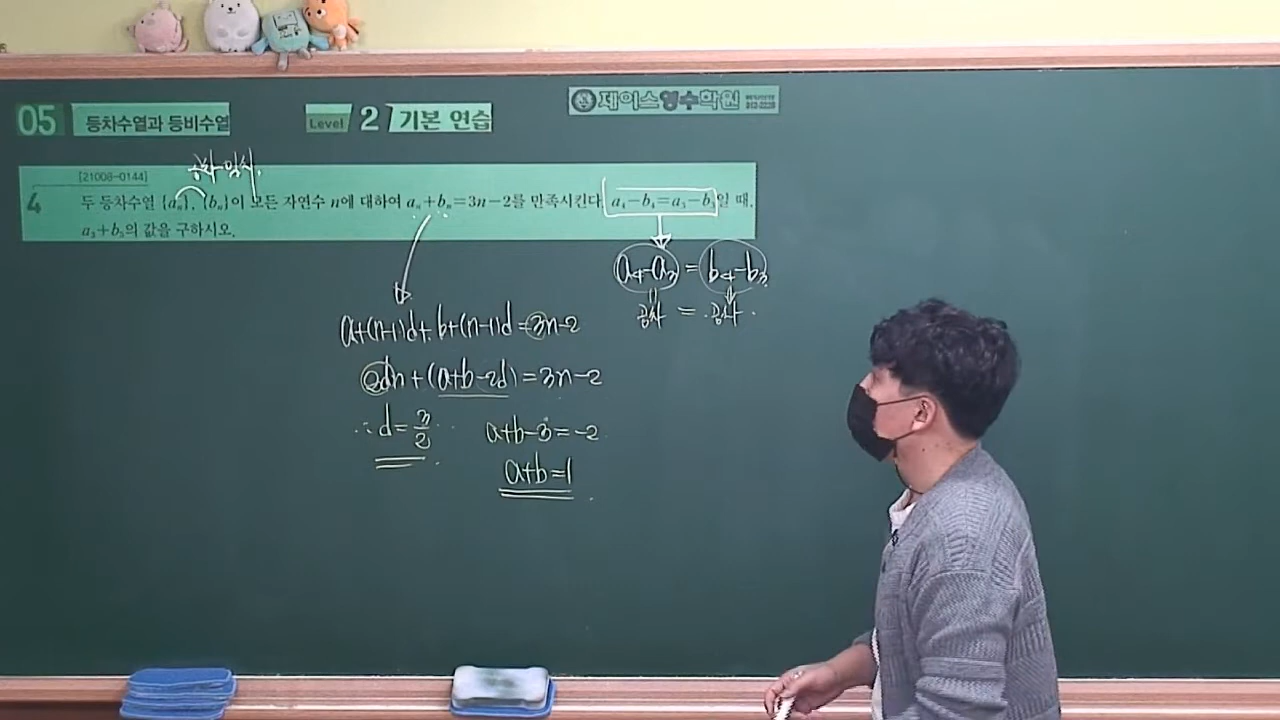 05 등차수열과 등비수열
Level 2 기본 연습
제이스영수학원
공차 일치.
[21008-0144]
4 두 등차수열 {aₙ}, {bₙ}이 모든 자연수 n에 대하여 aₙ+bₙ=3n-2를 만족시킨다. a₄-b₄=a₃-b₃일 때,
a₃+b₅의 값을 구하시오.
a₄-a₃ = b₄-b₃
공차 = 공차.
a+(n-1)d+b+(n-1)d=3n-2
2dn+(a+b-2d)=3n-2
∴ d=3/2
a+b-3=-2
a+b=1